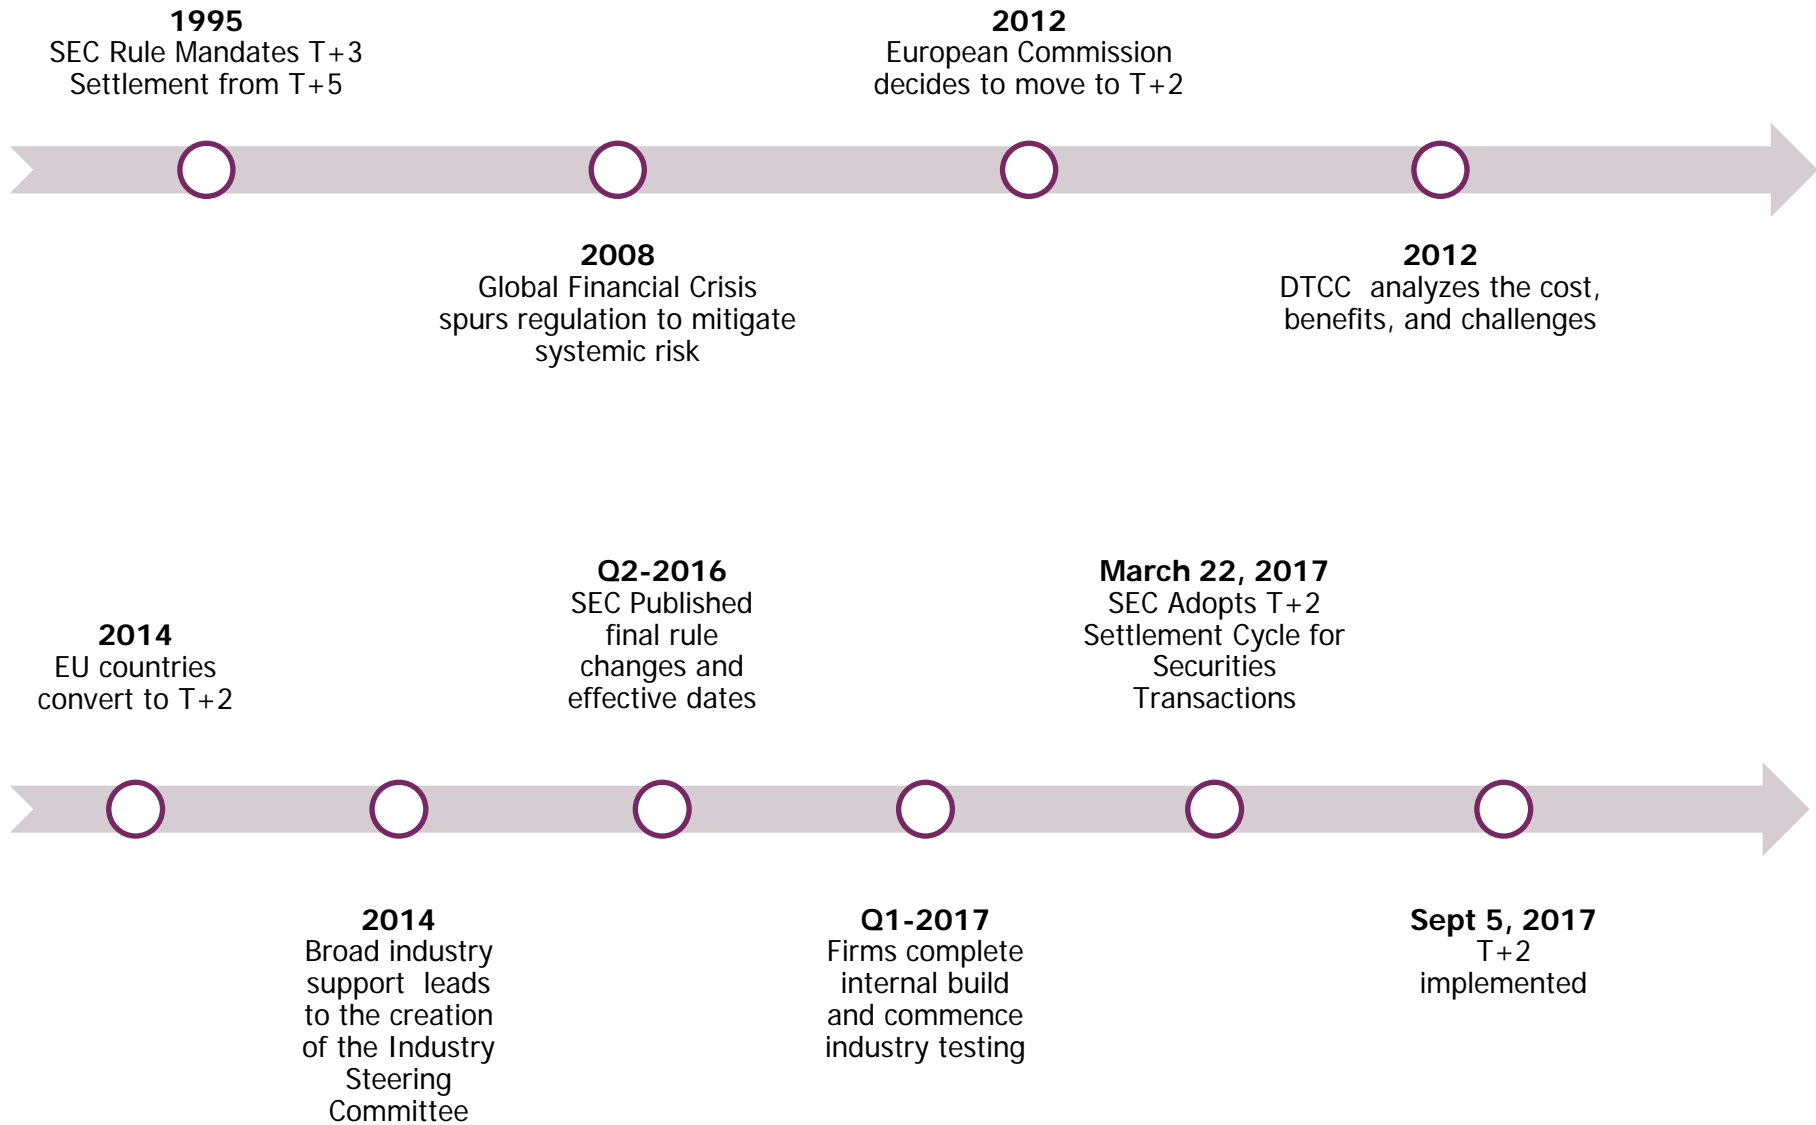 1995
SEC Rule Mandates T+3
Settlement from T+5
2008
Global Financial Crisis
spurs regulation to mitigate
systemic risk
2012
European Commission
decides to move to T+2
2012
DTCC  analyzes the cost,
benefits, and challenges
2014
EU countries
convert to T+2
2014
Broad industry
support  leads
to the creation
of the Industry
Steering
Committee
Q2-2016
SEC Published
final rule
changes and
effective dates
Q1-2017
Firms complete
internal build
and commence
industry testing
March 22, 2017
SEC Adopts T+2
Settlement Cycle for
Securities
Transactions
Sept 5, 2017
T+2
implemented